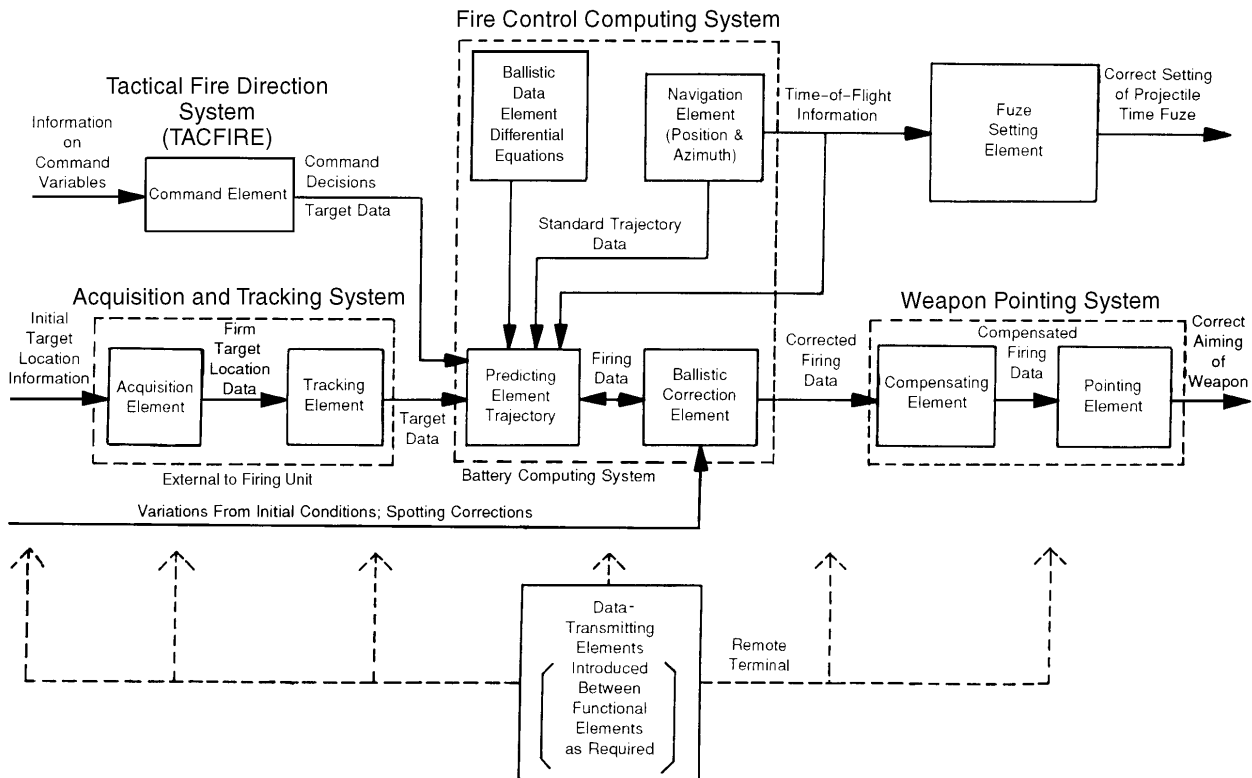 Fire Control Computing System
Tactical Fire Direction
System
(TACFIRE)
Information
on
Command
Variables
Command Element
Command
Decisions
Target Data
Ballistic
Data
Element
Differential
Equations
Navigation
Element
(Position &
Azimuth)
Time-of-Flight
Information
Fuze
Setting
Element
Correct Setting
of Projectile
Time Fuze
Standard Trajectory
Data
Acquisition and Tracking System
Initial
Target
Location
Information
Acquisition
Element
Firm
Target
Location
Data
Tracking
Element
Target
Data
External to Firing Unit
Predicting
Element
Trajectory
Firing
Data
Ballistic
Correction
Element
Battery Computing System
Corrected
Firing
Data
Weapon Pointing System
Compensating
Element
Compensated
Firing
Data
Pointing
Element
Correct
Aiming
of
Weapon
Variations From Initial Conditions; Spotting Corrections
Data-
Transmitting
Elements
Introduced
Between
Functional
Elements
as Required
Remote
Terminal